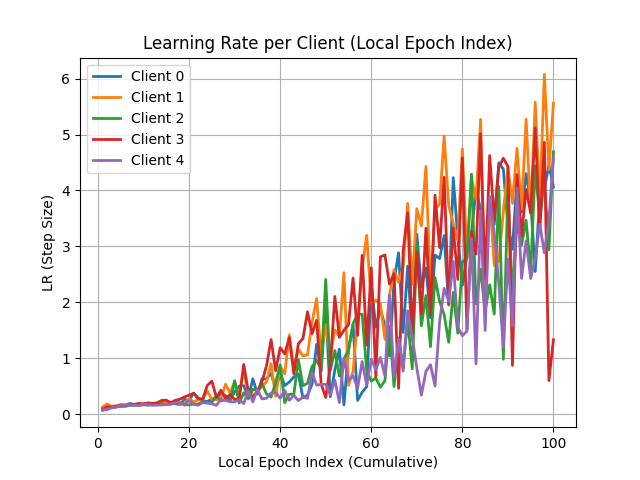 Learning Rate per Client (Local Epoch Index)
Client 0
Client 1
Client 2
Client 3
Client 4
LR (Step Size)
6
5
4
3
2
1
0
0 20 40 60 80 100
Local Epoch Index (Cumulative)